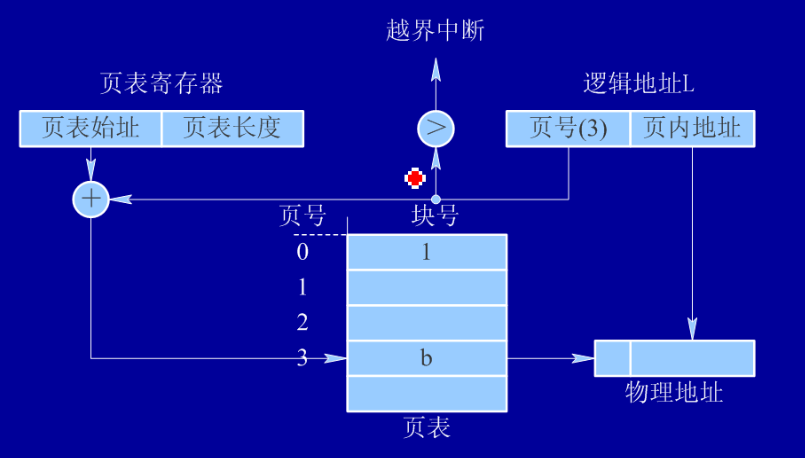 越界中断
页表寄存器
逻辑地址L
页表始址 页表长度
>
页号(3) 页内地址
+
页号 块号
0 1
1
2
3 b
物理地址
页表